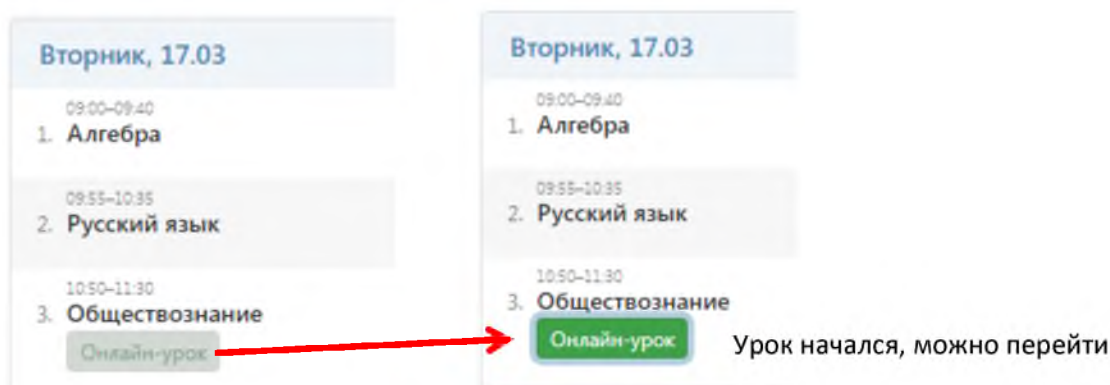 Вторник, 17.03
09:00–09:40
1. Алгебра
09:55–10:35
2. Русский язык
10:50–11:30
3. Обществознание
Онлайн-урок
Вторник, 17.03
09:00–09:40
1. Алгебра
09:55–10:35
2. Русский язык
10:50–11:30
3. Обществознание
Онлайн-урок
Урок начался, можно перейти